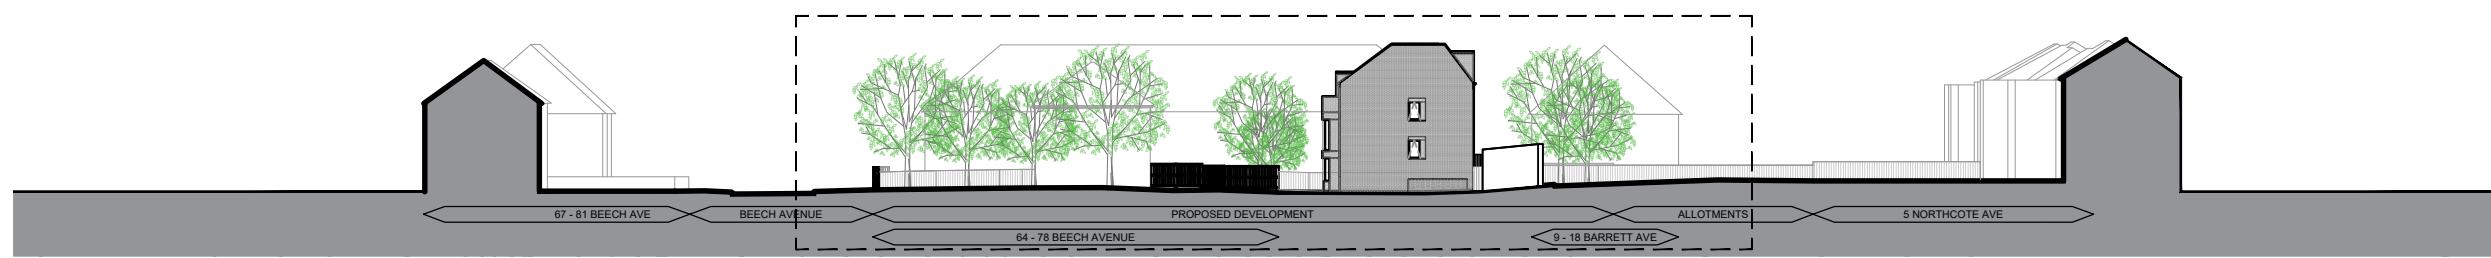 67 - 81 BEECH AVE
BEECH AVENUE
PROPOSED DEVELOPMENT
ALLOTMENTS
5 NORTHCOTE AVE
64 - 78 BEECH AVENUE
9 - 18 BARRETT AVE